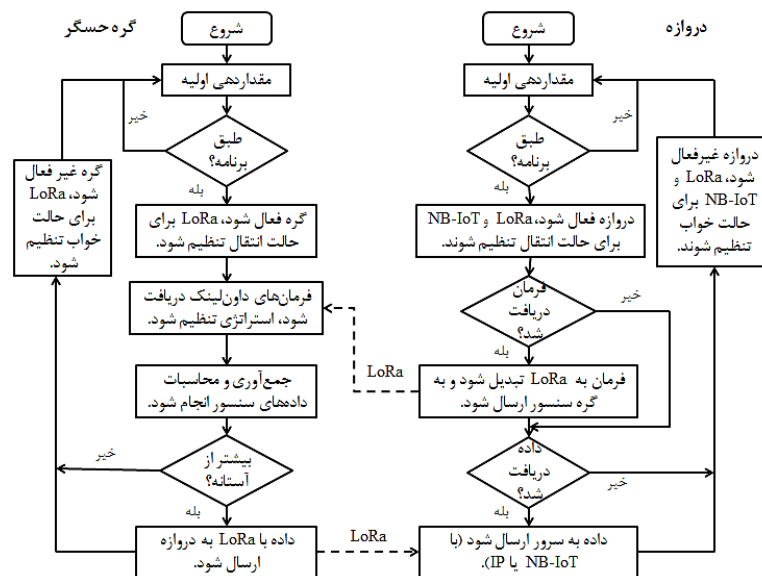 گره حسگر
شروع
مقداردهی اولیه
خیر
طبق
برنامه؟
بله
گره فعال شود، LoRa برای
حالت انتقال تنظیم شود.
فرمان‌های داون‌لینک دریافت
شود، استراتژی تنظیم شود.
جمع‌آوری و محاسبات
داده‌های سنسور انجام شود.
بیشتر از
آستانه؟
خیر
بله
داده با LoRa به دروازه
ارسال شود.
گره غیر فعال
شود، LoRa
برای حالت
خواب تنظیم
شود.
دروازه
شروع
مقداردهی اولیه
خیر
طبق
برنامه؟
بله
دروازه فعال شود، LoRa و NB-IoT
برای حالت انتقال تنظیم شوند.
فرمان
دریافت
شد؟
خیر
بله
فرمان به LoRa تبدیل شود و به
گره سنسور ارسال شود.
داده
دریافت
شد؟
خیر
بله
داده به سرور ارسال شود (با
NB-IoT یا IP).
دروازه غیرفعال
شود، LoRa و
NB-IoT برای
حالت خواب
تنظیم شوند.
LoRa
LoRa